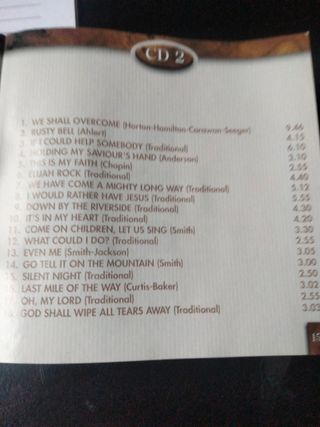 CD 2
1. WE SHALL OVERCOME (Horton-Hamilton-Carawan-Seeger) 9.46
2. RUSTY BELL (Ahlert) 4.15
3. IF I COULD HELP SOMEBODY (Traditional) 6.10
4. HOLDING MY SAVIOUR'S HAND (Anderson) 3.10
5. THIS IS MY FAITH (Chapin) 2.55
6. ELIJAH ROCK (Traditional) 4.40
7. WE HAVE COME A MIGHTY LONG WAY (Traditional) 5.12
8. I WOULD RATHER HAVE JESUS (Traditional) 5.55
9. DOWN BY THE RIVERSIDE (Traditional) 4.30
10. IT'S IN MY HEART (Traditional) 4.20
11. COME ON CHILDREN, LET US SING (Smith) 3.30
12. WHAT COULD I DO? (Traditional) 2.55
13. EVEN ME (Smith-Jackson) 3.05
14. GO TELL IT ON THE MOUNTAIN (Smith) 3.00
15. SILENT NIGHT (Traditional) 2.50
16. LAST MILE OF THE WAY (Curtis-Baker) 3.02
17. OH, MY LORD (Traditional) 2.55
18. GOD SHALL WIPE ALL TEARS AWAY (Traditional) 3.03